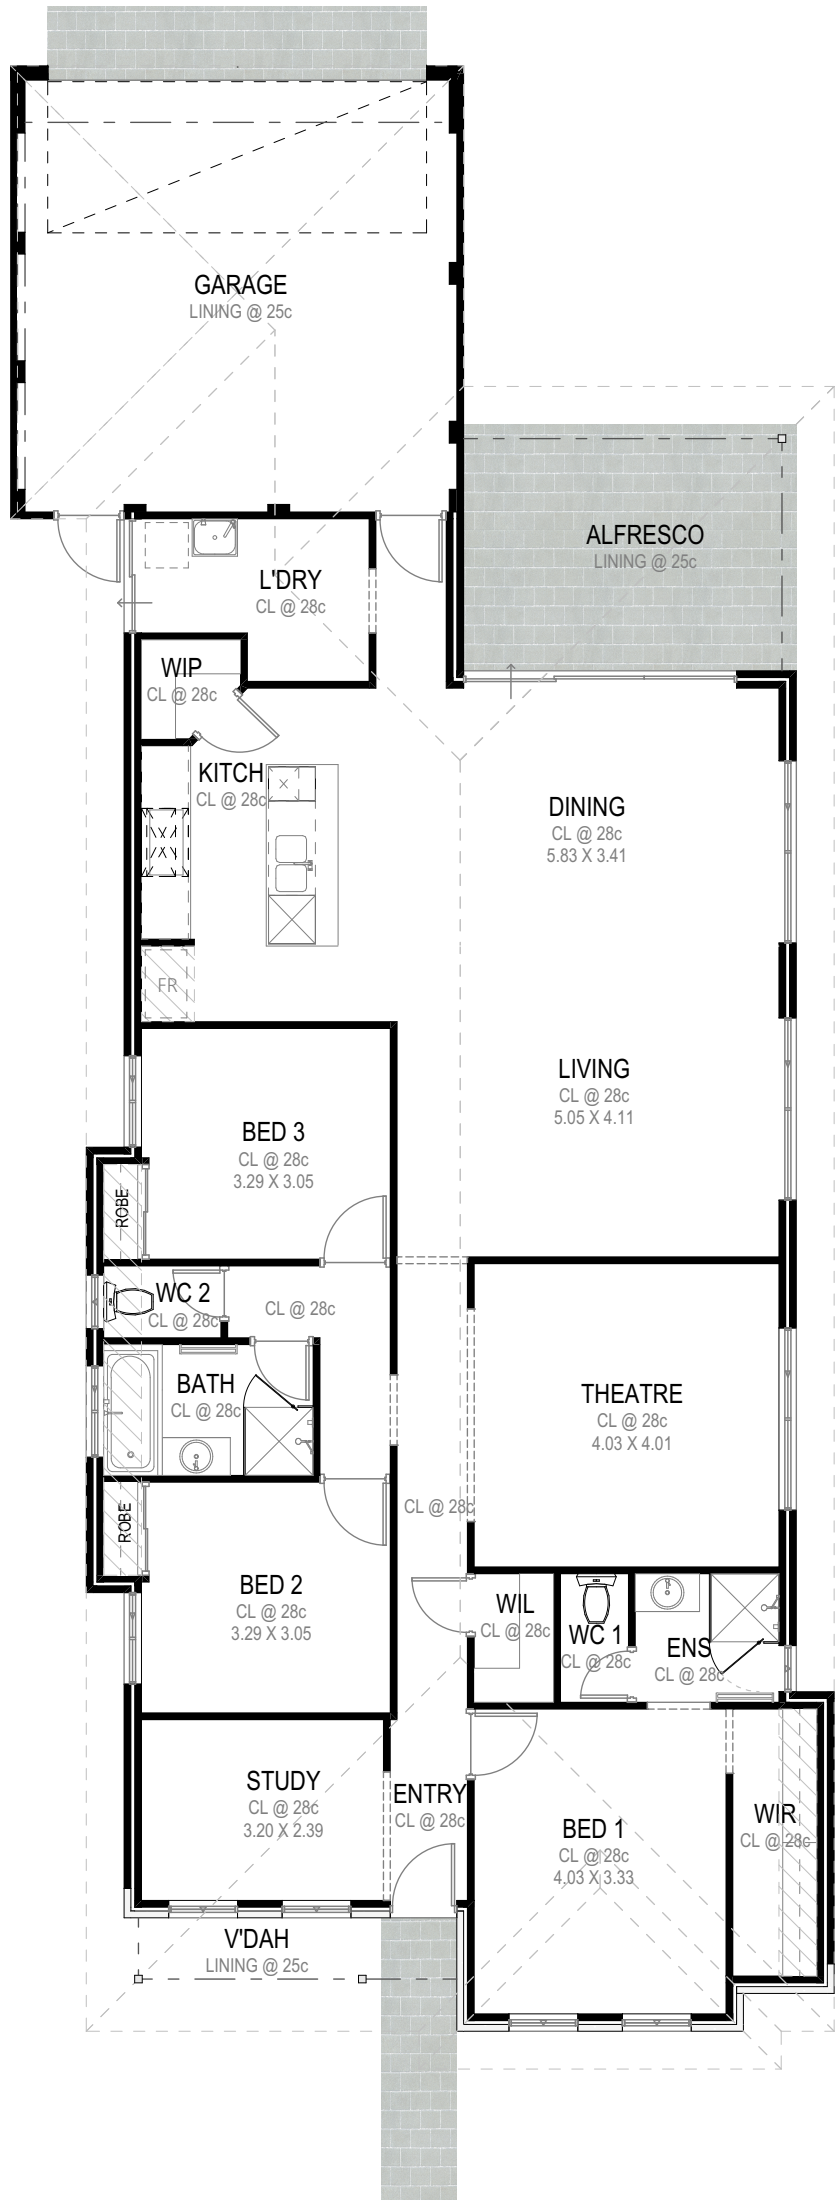 GARAGE
LINING @ 25c
ALFRESCO
LINING @ 25c
L'DRY
CL @ 28c
WIP
CL @ 28c
KITCH
CL @ 28c
DINING
CL @ 28c
5.83 X 3.41
FR
LIVING
CL @ 28c
5.05 X 4.11
BED 3
CL @ 28c
3.29 X 3.05
ROBE
WC 2
CL @ 28c
CL @ 28c
BATH
CL @ 28c
THEATRE
CL @ 28c
4.03 X 4.01
CL @ 28c
ROBE
BED 2
CL @ 28c
3.29 X 3.05
WIL
CL @ 28c
WC 1
CL @ 28c
ENS
CL @ 28c
STUDY
CL @ 28c
3.20 X 2.39
ENTRY
CL @ 28c
BED 1
CL @ 28c
4.03 X 3.33
WIR
CL @ 28c
V'DAH
LINING @ 25c